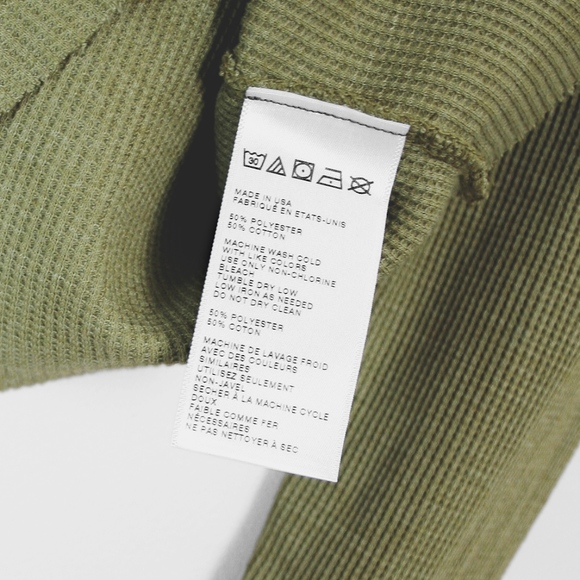 30
MADE IN USA
FABRIQUÉ EN ETATS-UNIS
50% POLYESTER
50% COTTON
MACHINE WASH COLD
WITH LIKE COLORS
USE ONLY NON-CHLORINE
BLEACH
TUMBLE DRY LOW
LOW IRON AS NEEDED
DO NOT DRY CLEAN
50% POLYESTER
50% COTON
MACHINE DE LAVAGE FROID
AVEC DES COULEURS
SIMILAIRES
UTILISEZ SEULEMENT
NON-JAVEL
SÉCHER À LA MACHINE CYCLE
DOUX
FAIBLE COMME FER
NÉCESSAIRES
NE PAS NETTOYER À SEC